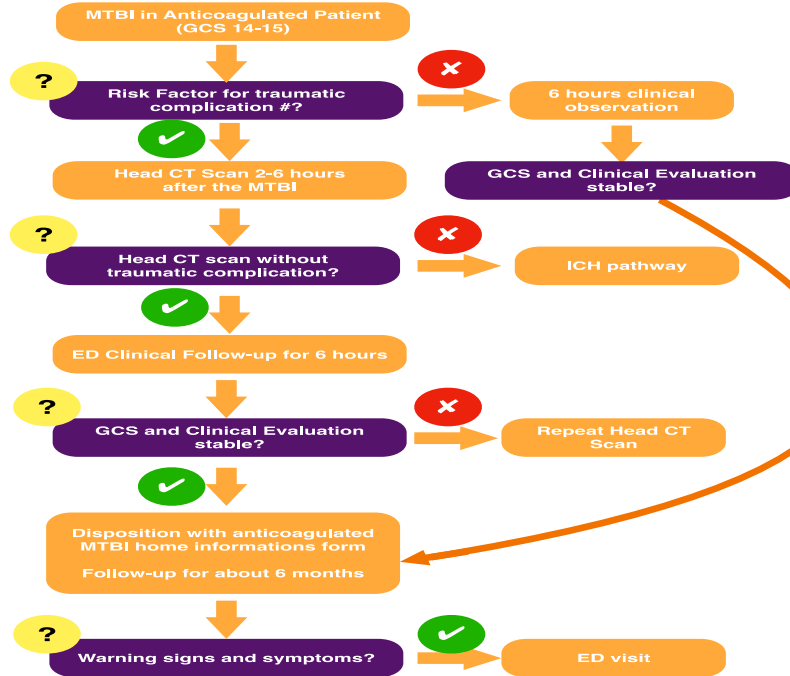 MTBI in Anticoagulated Patient
(GCS 14-15)
?
Risk Factor for traumatic
complication #?
6 hours clinical
observation
Head CT Scan 2-6 hours
after the MTBI
GCS and Clinical Evaluation
stable?
?
Head CT scan without
traumatic complication?
ICH pathway
ED Clinical Follow-up for 6 hours
?
GCS and Clinical Evaluation
stable?
Repeat Head CT
Scan
Disposition with anticoagulated
MTBI home informations form
Follow-up for about 6 months
?
Warning signs and symptoms?
ED visit